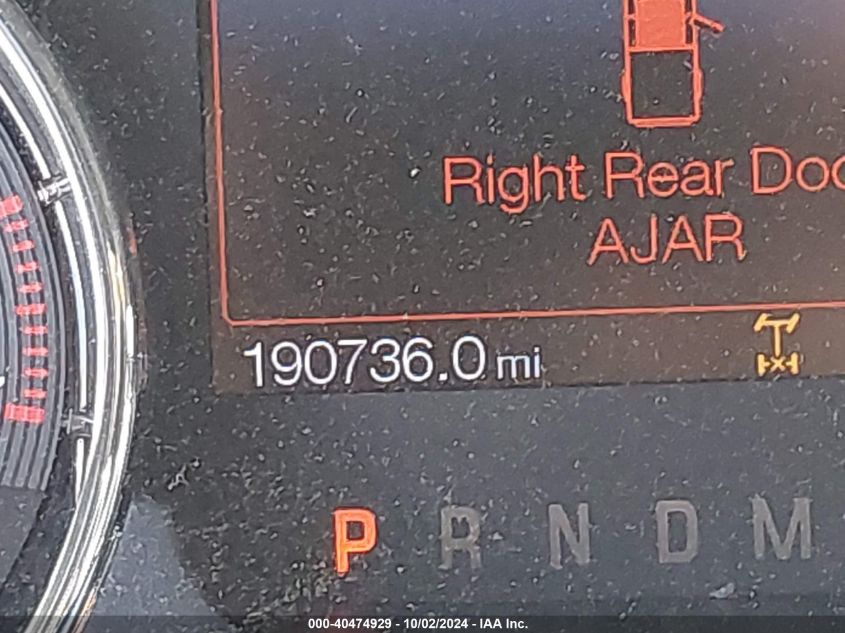 Right Rear Doo
AJAR
190736.0 mi
P R N D M
000-40474929 - 10/02/2024 - IAA Inc.